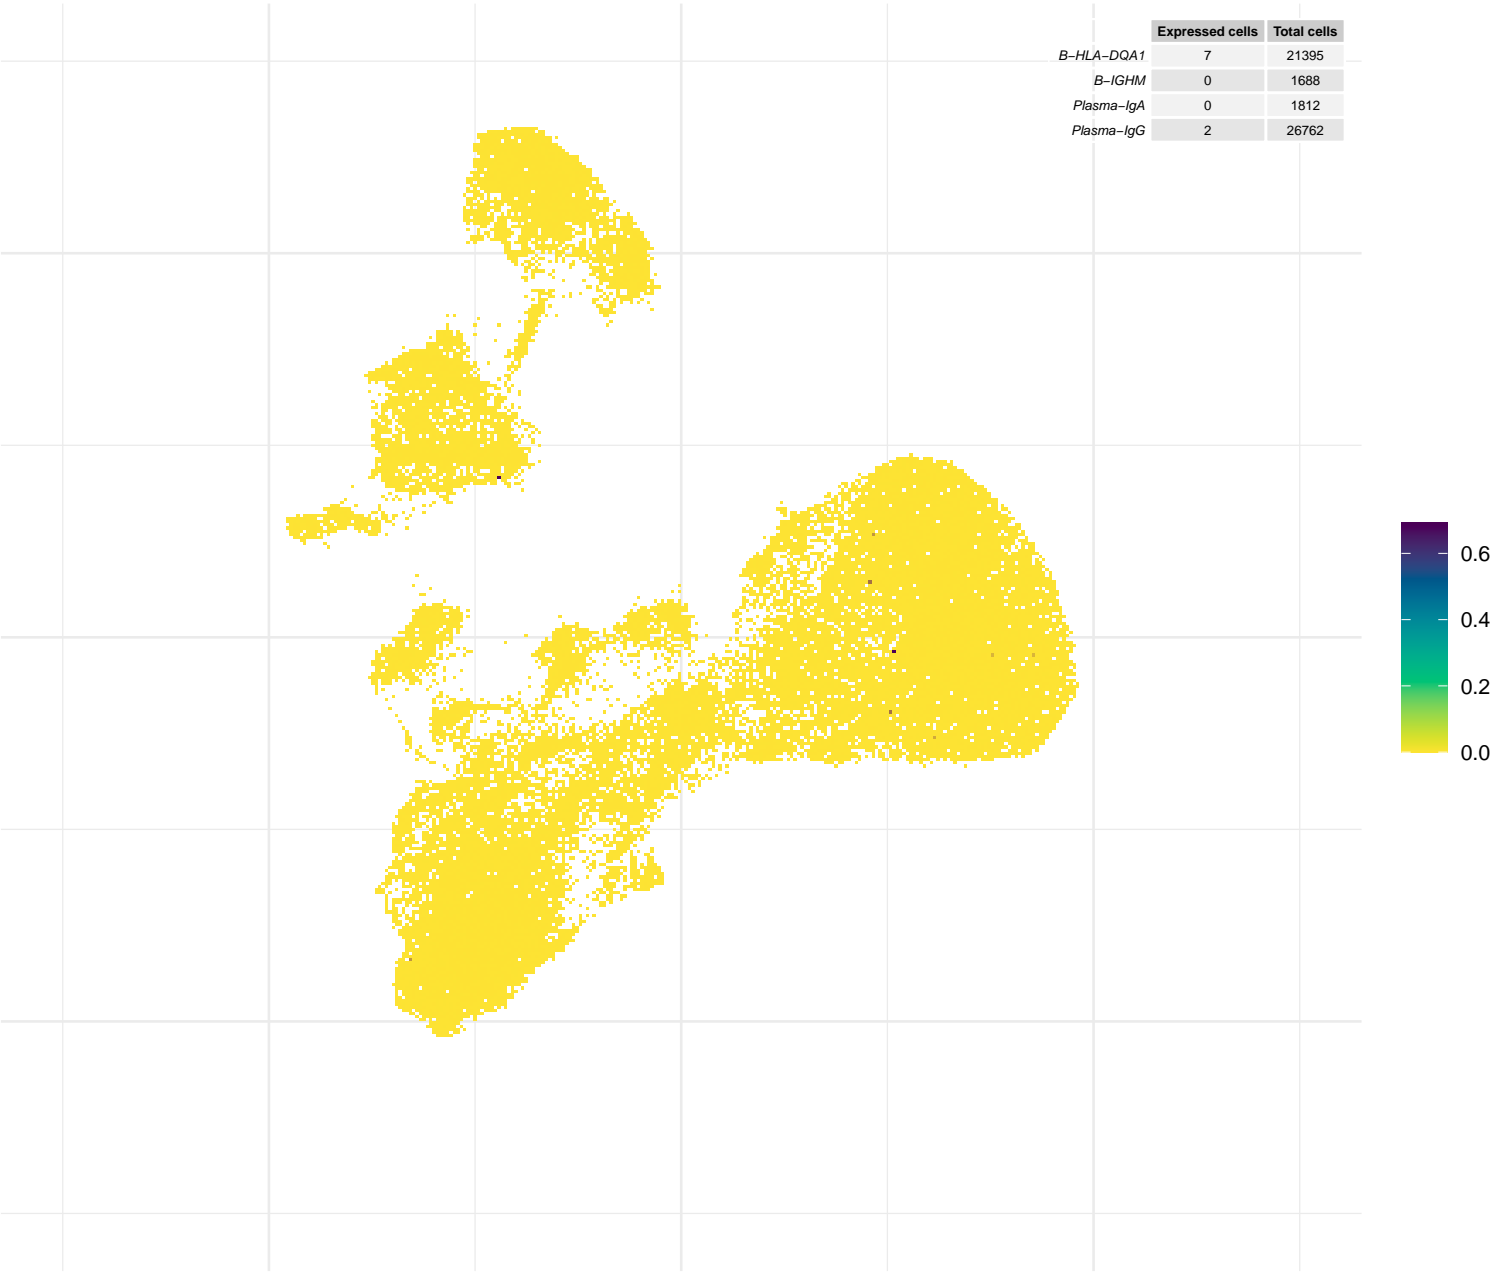 Expressed cells Total cells
B−HLA−DQA1 7 21395
B−IGHM 0 1688
Plasma−IgA 0 1812
Plasma−IgG 2 26762
0.6
0.4
0.2
0.0